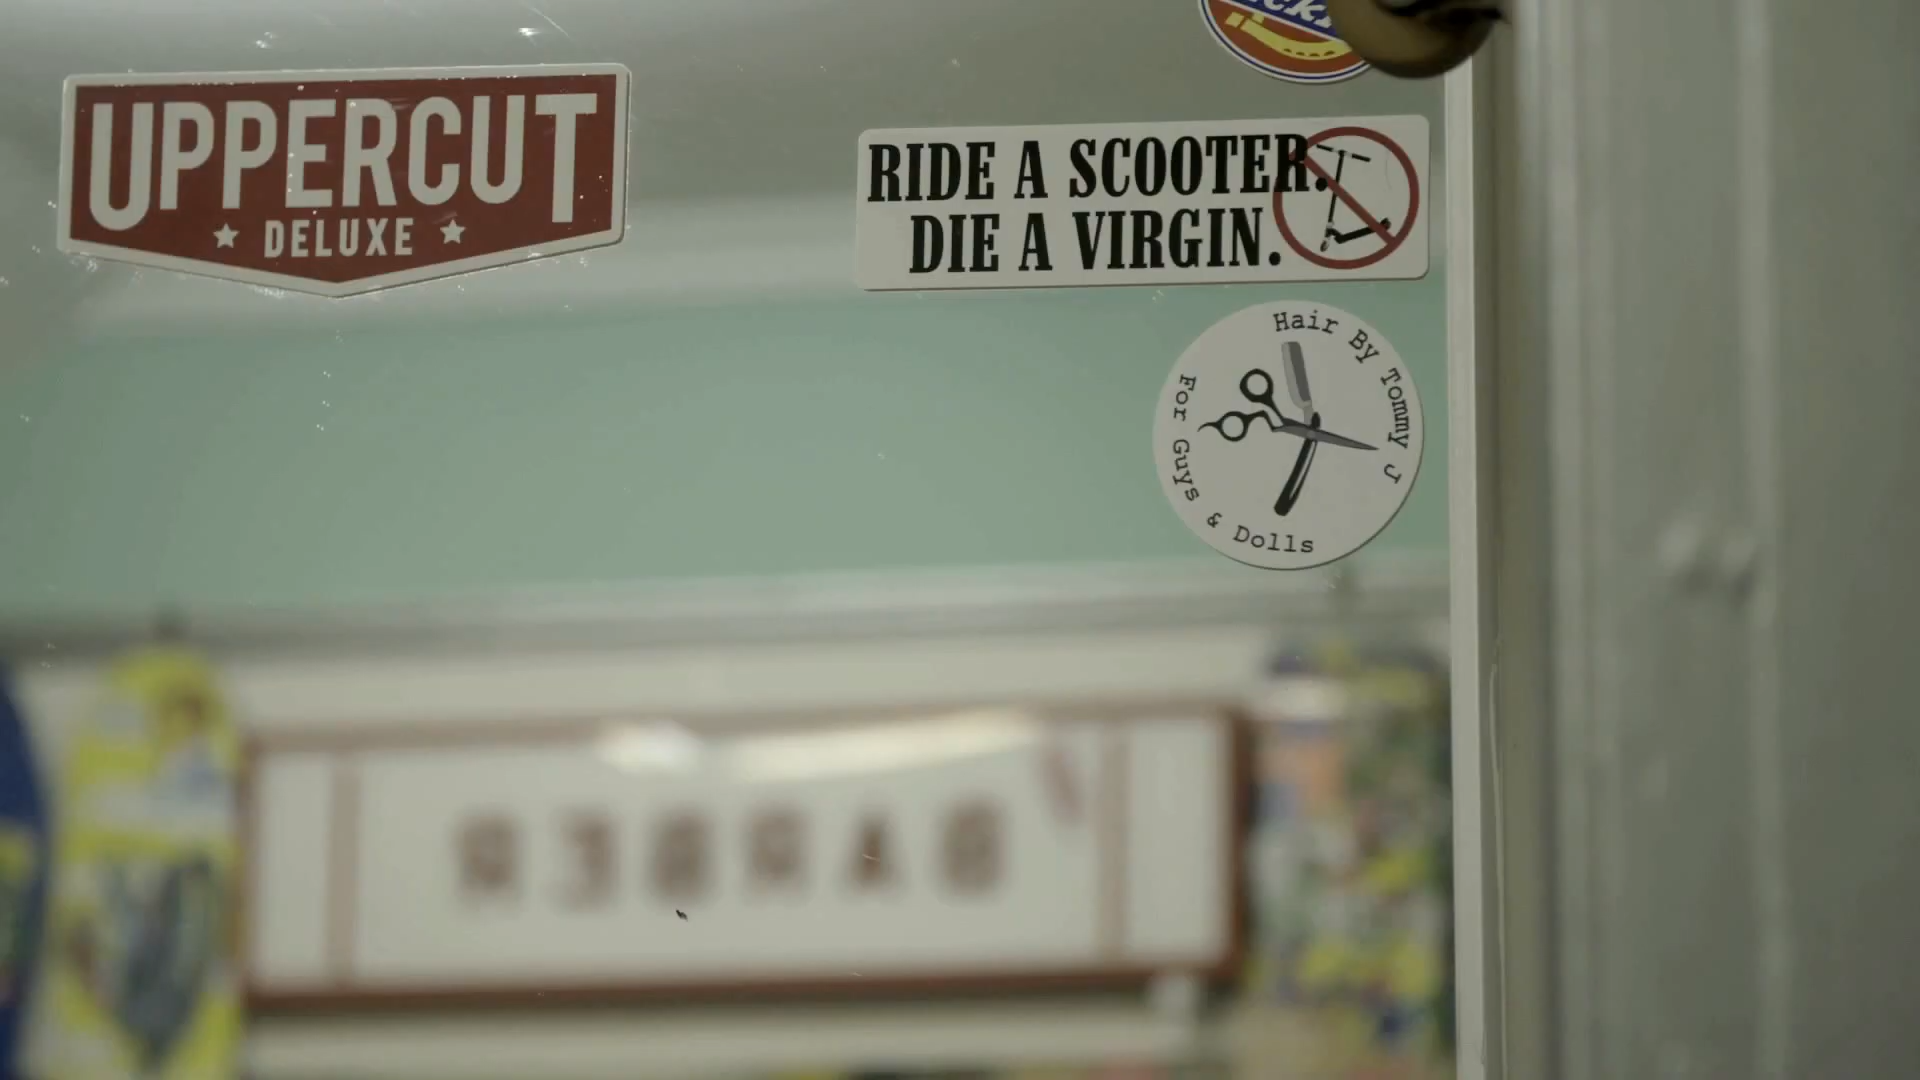 UPPERCUT
DELUXE
RIDE A SCOOTER.
DIE A VIRGIN.
Hair By Tommy J
For Guys & Dolls